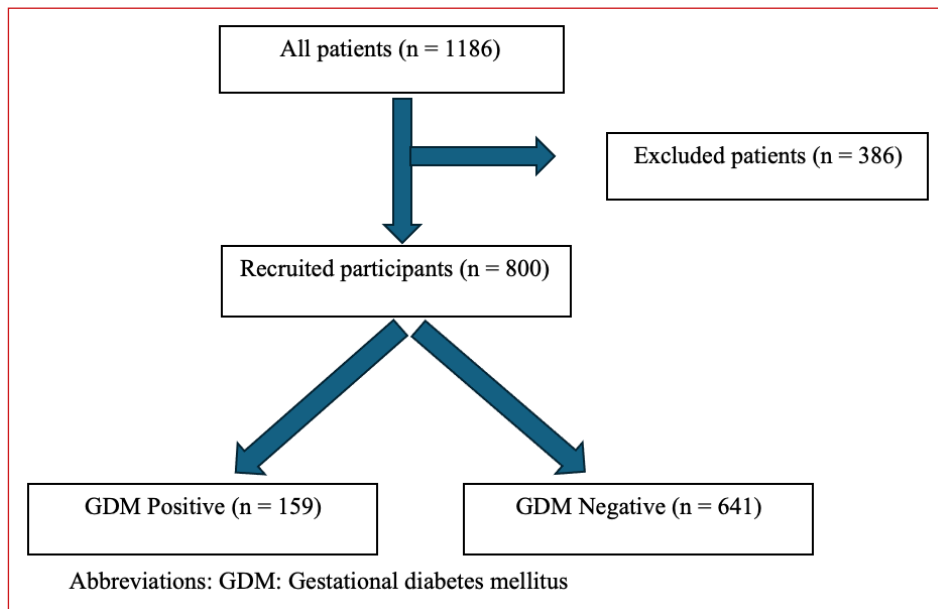 All patients (n = 1186)
Excluded patients (n = 386)
Recruited participants (n = 800)
GDM Positive (n = 159)
GDM Negative (n = 641)
Abbreviations: GDM: Gestational diabetes mellitus